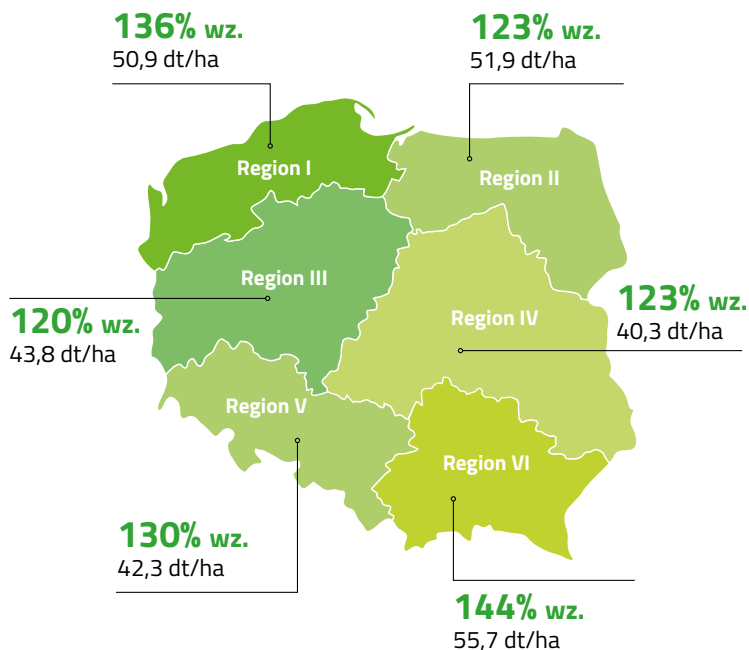 136% wz.
50,9 dt/ha
123% wz.
51,9 dt/ha
Region I
Region II
Region III
120% wz.
43,8 dt/ha
Region IV
123% wz.
40,3 dt/ha
Region V
Region VI
130% wz.
42,3 dt/ha
144% wz.
55,7 dt/ha